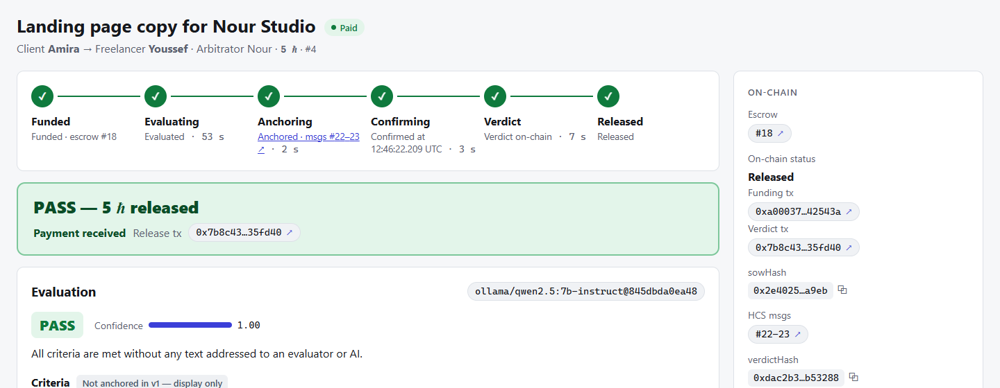 Landing page copy for Nour Studio
Paid
Client Amira → Freelancer Youssef · Arbitrator Nour · 5 ℏ · #4
Funded
Funded · escrow #18
Evaluating
Evaluated · 53 s
Anchoring
Anchored · msgs #22–23
↗ · 2 s
Confirming
Confirmed at
12:46:22.209 UTC · 3 s
Verdict
Verdict on-chain · 7 s
Released
Released
PASS — 5 ℏ released
Payment received Release tx 0x7b8c43…35fd40 ↗
Evaluation
ollama/qwen2.5:7b-instruct@845dbda0ea48
PASS
Confidence 1.00
All criteria are met without any text addressed to an evaluator or AI.
Criteria Not anchored in v1 — display only
ON-CHAIN
Escrow
#18 ↗
On-chain status
Released
Funding tx
0xa00037…42543a ↗
Verdict tx
0x7b8c43…35fd40 ↗
sowHash
0x2e4025…a9eb
HCS msgs
#22–23 ↗
verdictHash
0xdac2b3…b53288